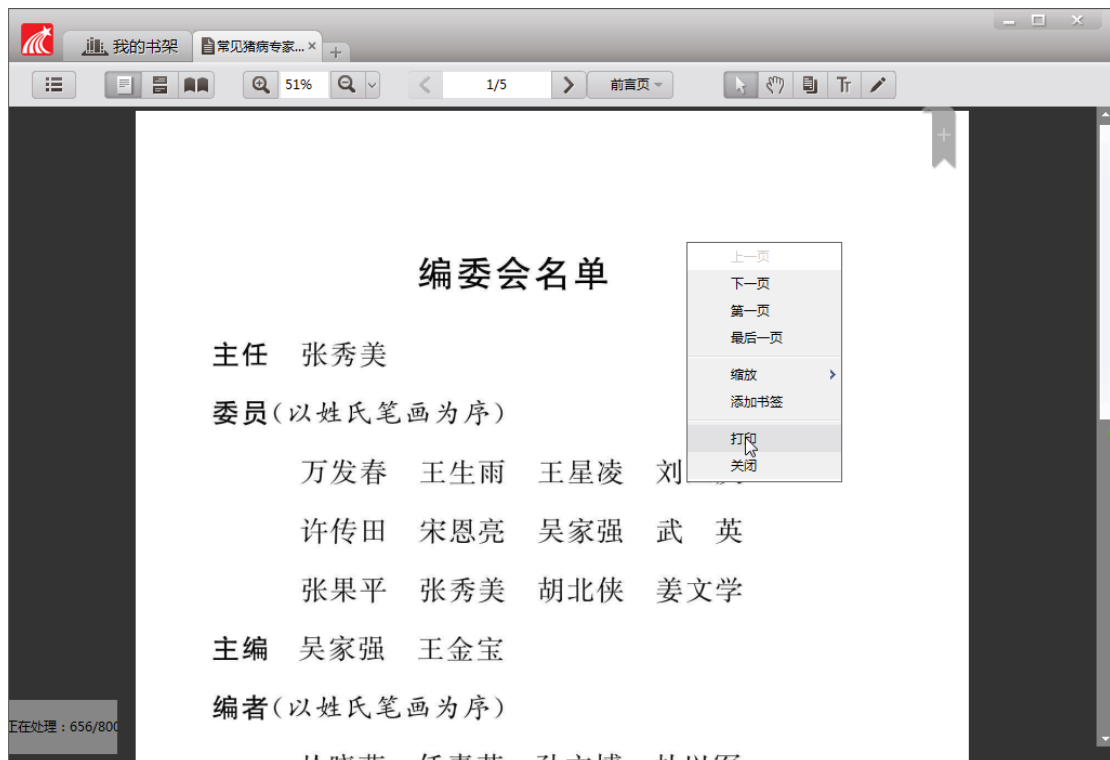 我的书架
常见猪病专家...
51%
1/5
前言页
编委会名单
上一页
下一页
第一页
最后一页
缩放
添加书签
打印
关闭
主任 张秀美
委员(以姓氏笔画为序)
万发春 王生雨 王星凌 刘
许传田 宋恩亮 吴家强 武 英
张果平 张秀美 胡北侠 姜文学
主编 吴家强 王金宝
编者(以姓氏笔画为序)
正在处理：656/800